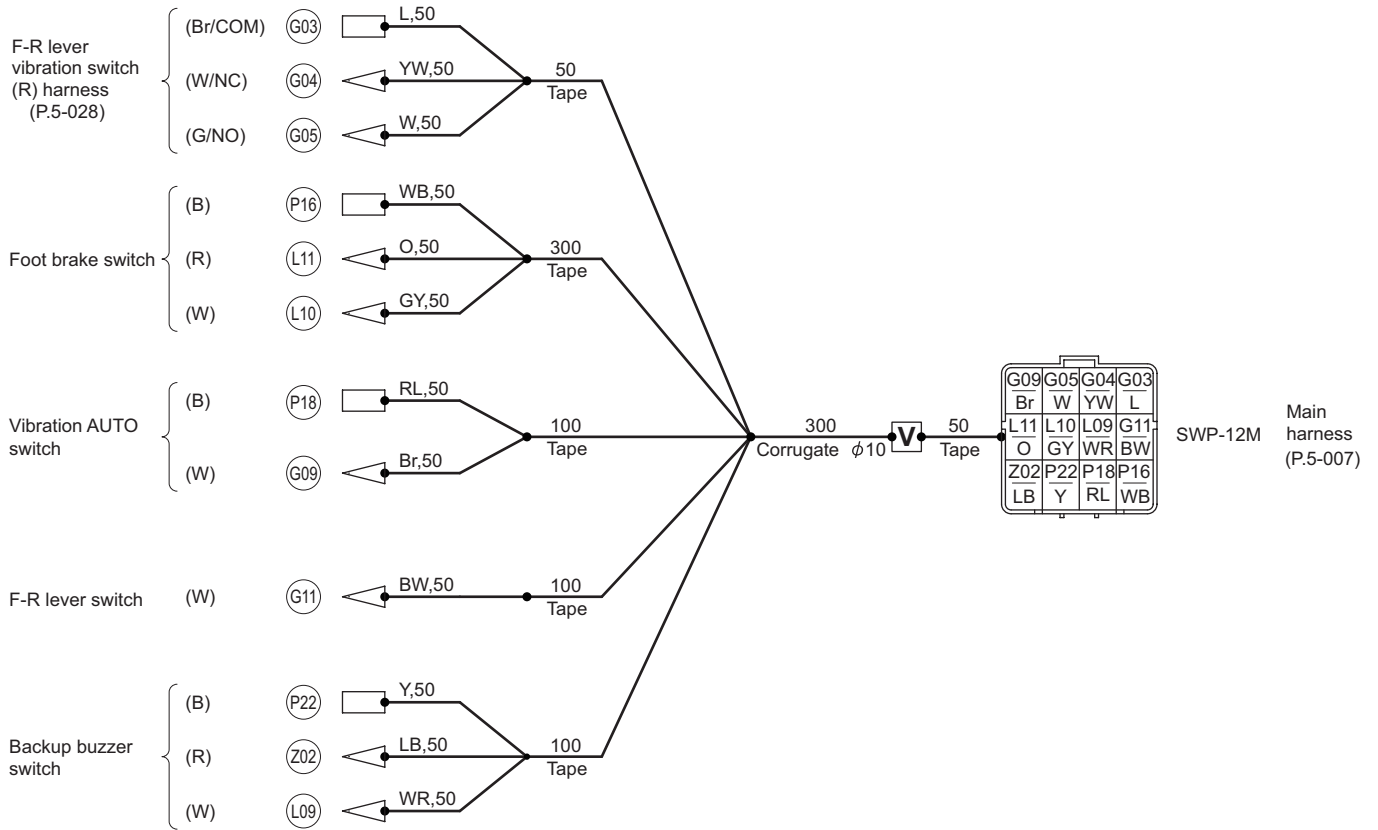 F-R lever
vibration switch
(R) harness
(P.5-028)
(Br/COM) G03 L,50
(W/NC) G04 YW,50
(G/NO) G05 W,50
50
Tape
Foot brake switch
(B) P16 WB,50
(R) L11 O,50
(W) L10 GY,50
300
Tape
Vibration AUTO
switch
(B) P18 RL,50
(W) G09 Br,50
100
Tape
F-R lever switch (W) G11 BW,50
100
Tape
Backup buzzer
switch
(B) P22 Y,50
(R) Z02 LB,50
(W) L09 WR,50
100
Tape
300
Corrugate ϕ10
V
50
Tape
G09 G05 G04 G03
Br W YW L
L11 L10 L09 G11
O GY WR BW
Z02 P22 P18 P16
LB Y RL WB
SWP-12M
Main
harness
(P.5-007)